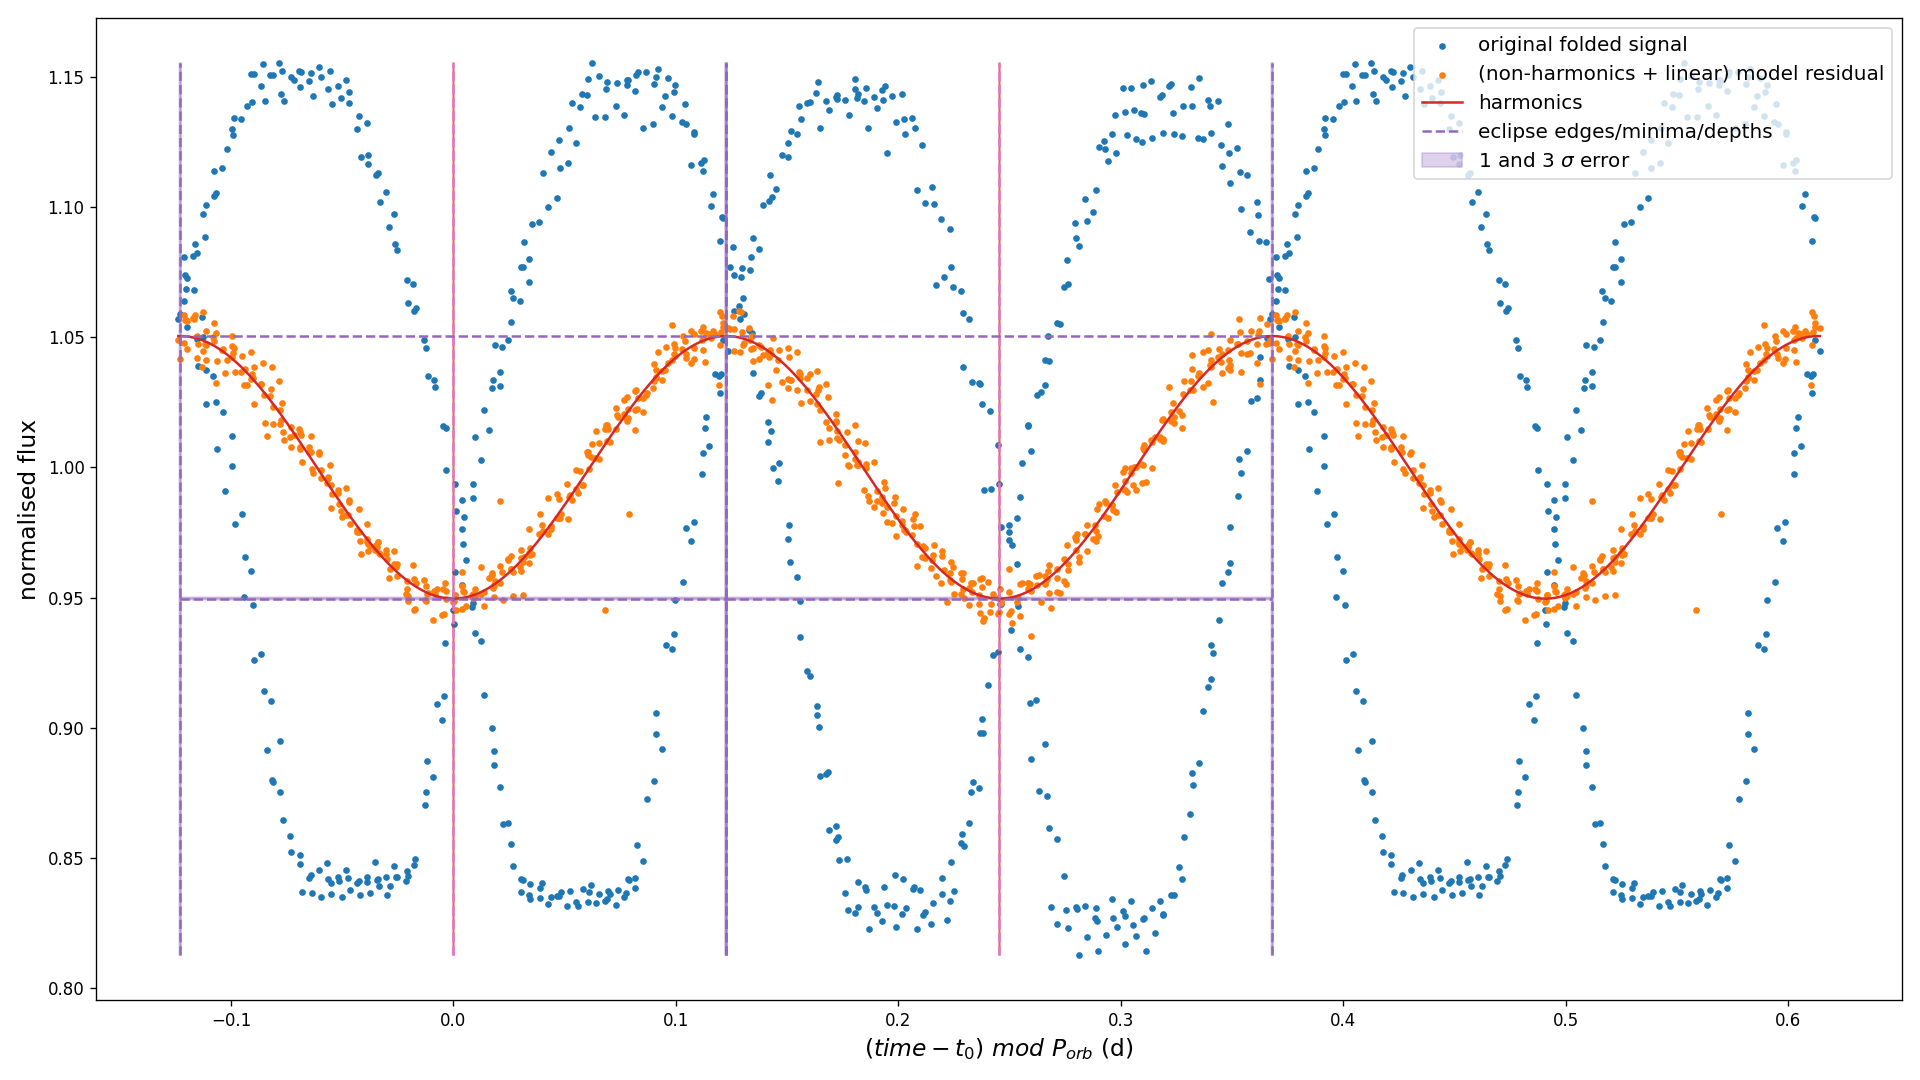 original folded signal
(non-harmonics + linear) model residual
harmonics
eclipse edges/minima/depths
1 and 3 σ error
normalised flux
1.15
1.10
1.05
1.00
0.95
0.90
0.85
0.80
−0.1 0.0 0.1 0.2 0.3 0.4 0.5 0.6
(time − t₀) mod P_orb (d)